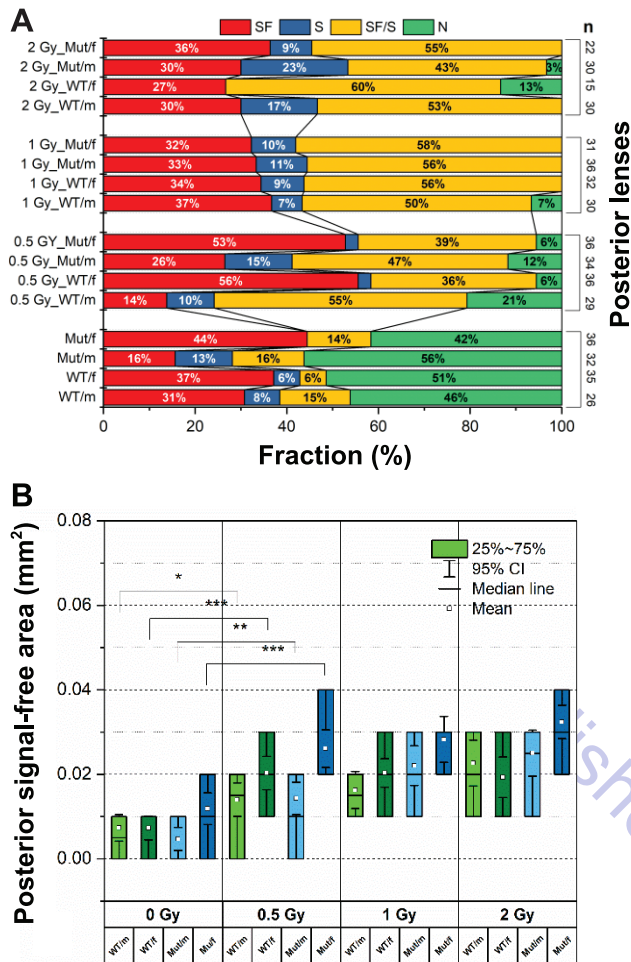 A
SF S SF/S N n
2 Gy_Mut/f 36% 9% 55% 22
2 Gy_Mut/m 30% 23% 43% 3% 30
2 Gy_WT/f 27% 60% 13% 15
2 Gy_WT/m 30% 17% 53% 30
1 Gy_Mut/f 32% 10% 58% 31
1 Gy_Mut/m 33% 11% 56% 36
1 Gy_WT/f 34% 9% 56% 32
1 Gy_WT/m 37% 7% 50% 7% 30
0.5 GY_Mut/f 53% 39% 6% 36
0.5 Gy_Mut/m 26% 15% 47% 12% 34
0.5 Gy_WT/f 56% 36% 6% 36
0.5 Gy_WT/m 14% 10% 55% 21% 29
Mut/f 44% 14% 42% 36
Mut/m 16% 13% 16% 56% 32
WT/f 37% 6% 6% 51% 35
WT/m 31% 8% 15% 46% 26
0 20 40 60 80 100
Fraction (%)
Posterior lenses
B
Posterior signal-free area (mm²)
0.08
0.06
0.04
0.02
0.00
25%~75%
95% CI
Median line
Mean
*
***
**
***
0 Gy 0.5 Gy 1 Gy 2 Gy
WT/m WT/f Mut/m Mut/f WT/m WT/f Mut/m Mut/f WT/m WT/f Mut/m Mut/f WT/m WT/f Mut/m Mut/f